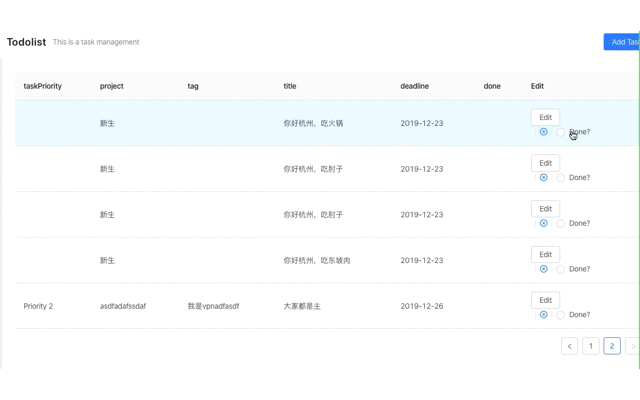 Todolist This is a task management
Add Tas
taskPriority project tag title deadline done Edit
Edit
新生 你好杭州，吃火锅 2019-12-23
Done?
Edit
新生 你好杭州，吃肘子 2019-12-23
Done?
Edit
新生 你好杭州，吃肘子 2019-12-23
Done?
Edit
新生 你好杭州，吃东坡肉 2019-12-23
Done?
Edit
Priority 2 asdfadafssdaf 我是vpnadfasdf 大家都是主 2019-12-26
Done?
< 1 2 >